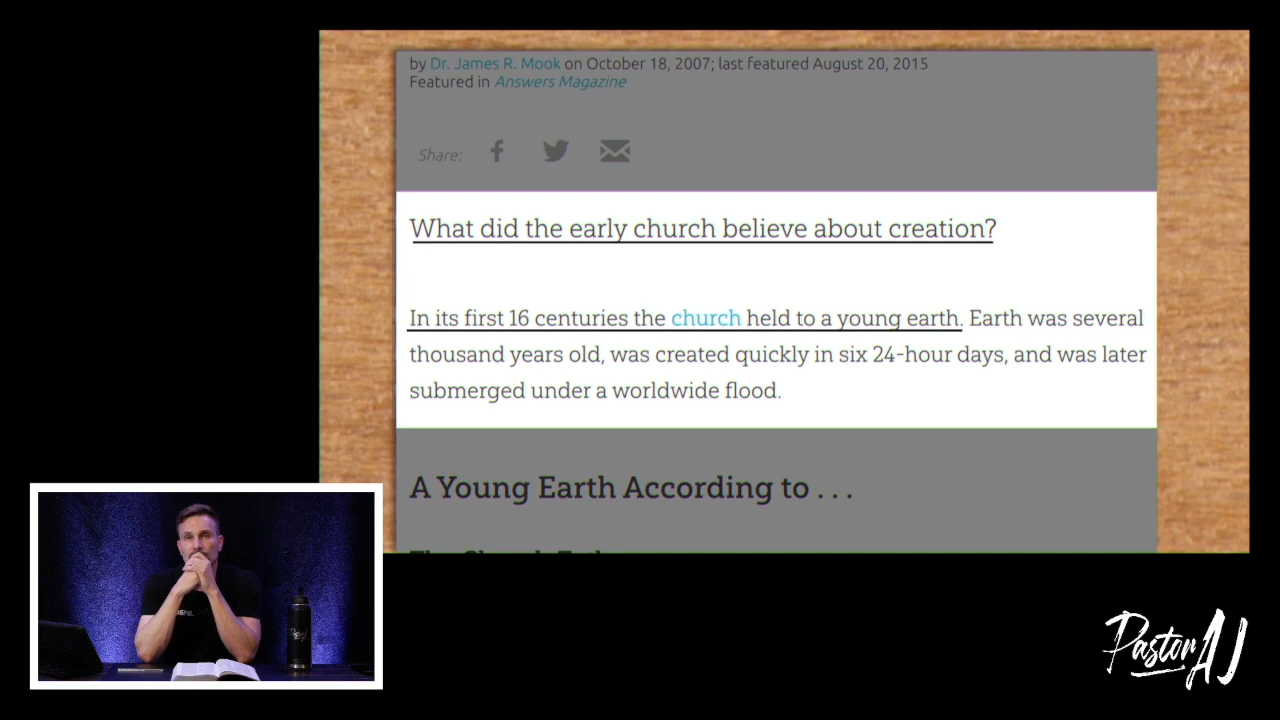 by Dr. James R. Mook on October 18, 2007; last featured August 20, 2015
Featured in Answers Magazine
Share:
What did the early church believe about creation?
In its first 16 centuries the church held to a young earth. Earth was several
thousand years old, was created quickly in six 24-hour days, and was later
submerged under a worldwide flood.
A Young Earth According to . . .
Pastor AJ